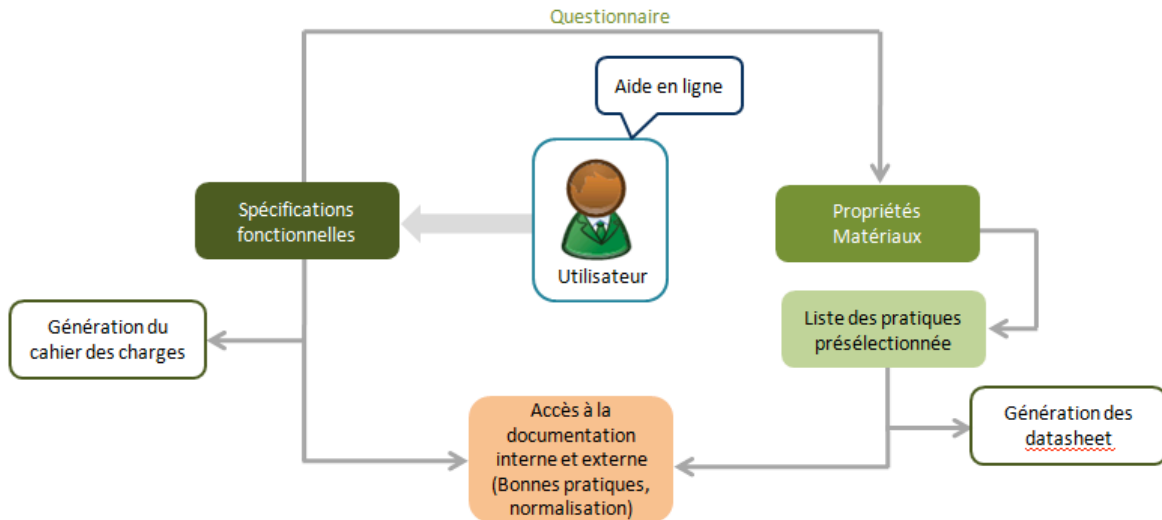 Questionnaire
Aide en ligne
Spécifications
fonctionnelles
Utilisateur
Propriétés
Matériaux
Génération du
cahier des charges
Liste des pratiques
présélectionnée
Accès à la
documentation
interne et externe
(Bonnes pratiques,
normalisation)
Génération des
datasheet